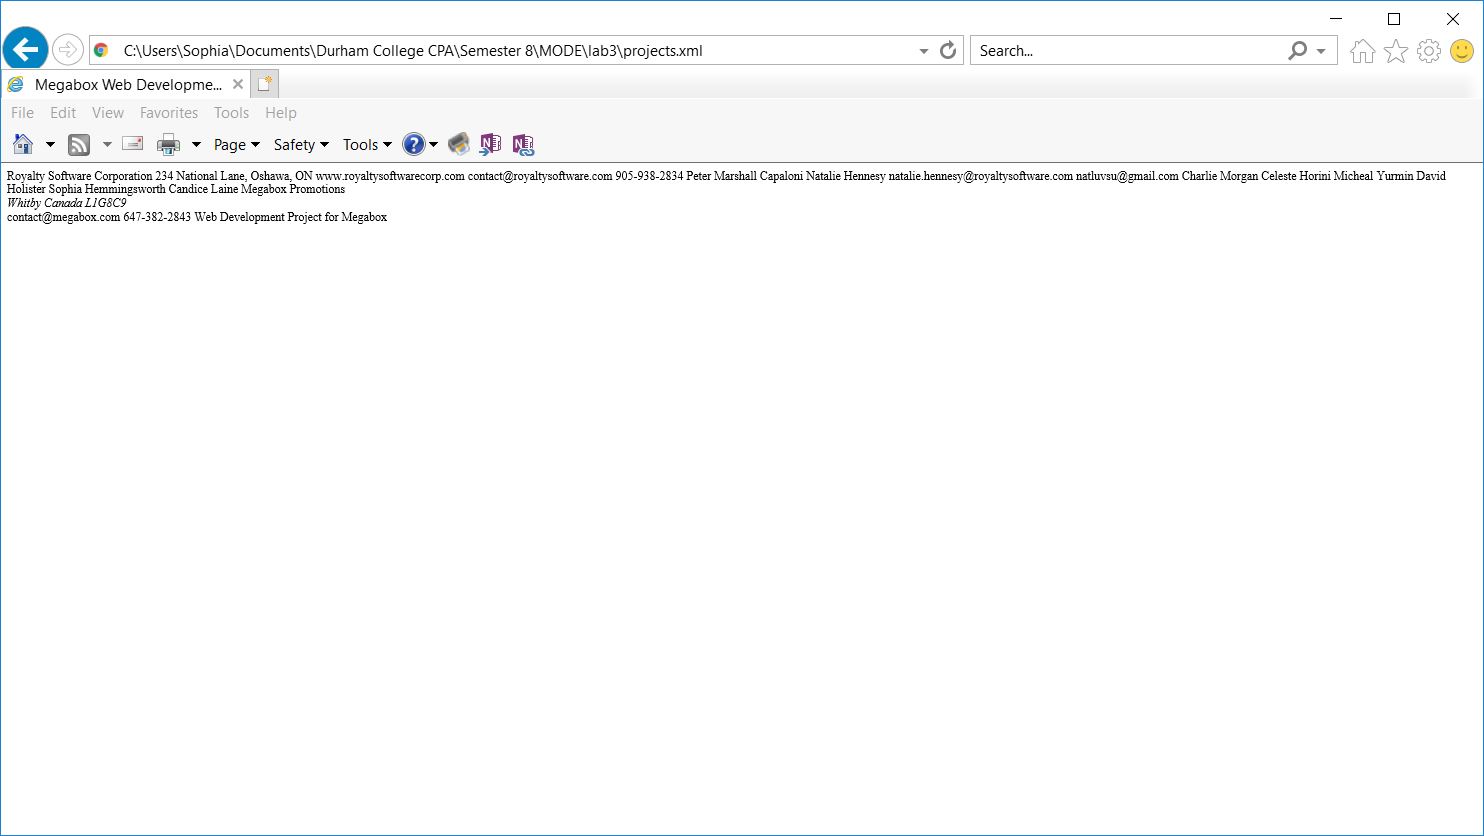 C:\Users\Sophia\Documents\Durham College CPA\Semester 8\MODE\lab3\projects.xml
Search...
Megabox Web Developme...
File Edit View Favorites Tools Help
Page Safety Tools
Royalty Software Corporation 234 National Lane, Oshawa, ON www.royaltysoftwarecorp.com contact@royaltysoftware.com 905-938-2834 Peter Marshall Capaloni Natalie Hennesy natalie.hennesy@royaltysoftware.com natluvsu@gmail.com Charlie Morgan Celeste Horini Micheal Yurmin David
Holister Sophia Hemmingsworth Candice Laine Megabox Promotions
Whitby Canada L1G8C9
contact@megabox.com 647-382-2843 Web Development Project for Megabox